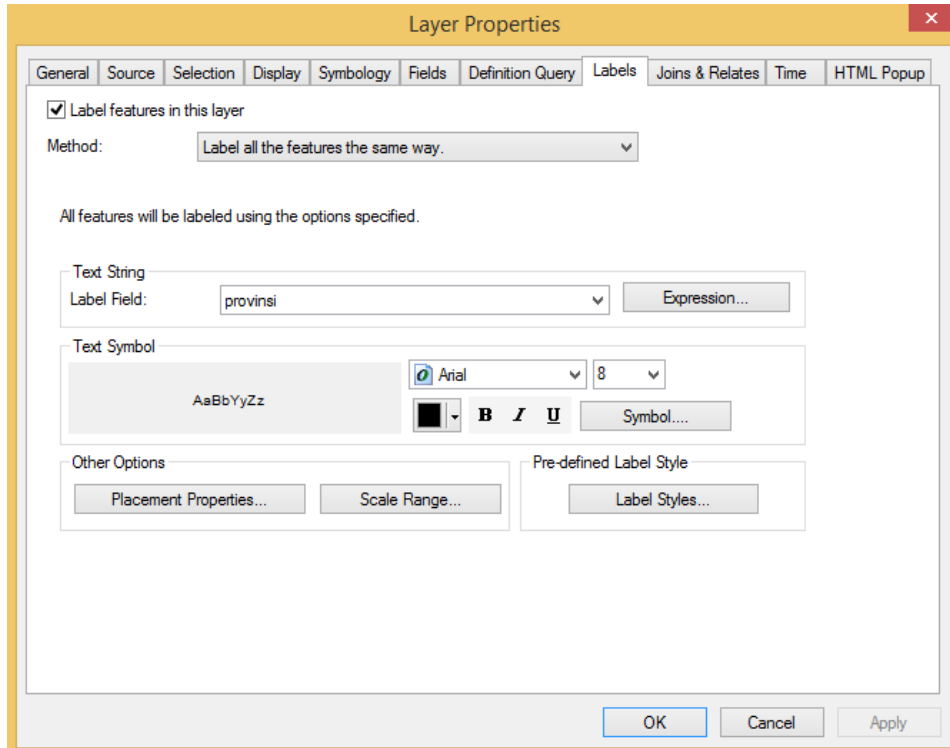 Layer Properties
General Source Selection Display Symbology Fields Definition Query Labels Joins & Relates Time HTML Popup
Label features in this layer
Method: Label all the features the same way.
All features will be labeled using the options specified.
Text String
Label Field: provinsi Expression...
Text Symbol
AaBbYyZz
Arial 8
B I U Symbol....
Other Options Pre-defined Label Style
Placement Properties... Scale Range... Label Styles...
OK Cancel Apply